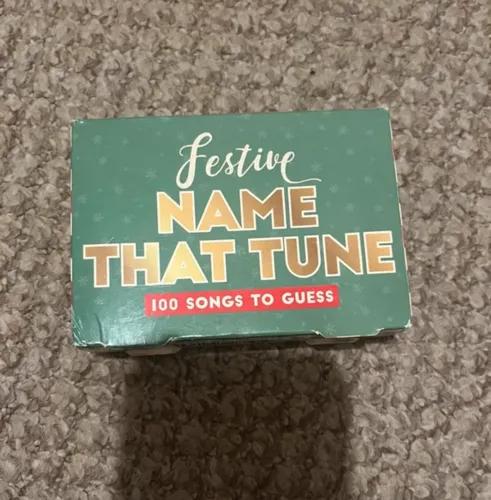 Festive
NAME
THAT TUNE
100 SONGS TO GUESS